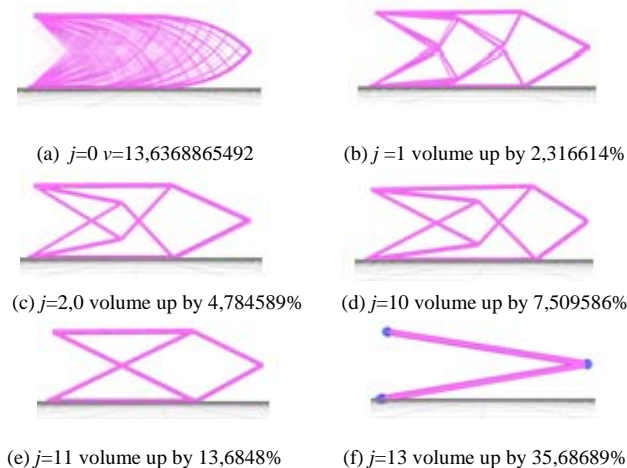 (a) j=0 v=13,6368865492
(b) j =1 volume up by 2,316614%
(c) j=2,0 volume up by 4,784589%
(d) j=10 volume up by 7,509586%
(e) j=11 volume up by 13,6848%
(f) j=13 volume up by 35,68689%